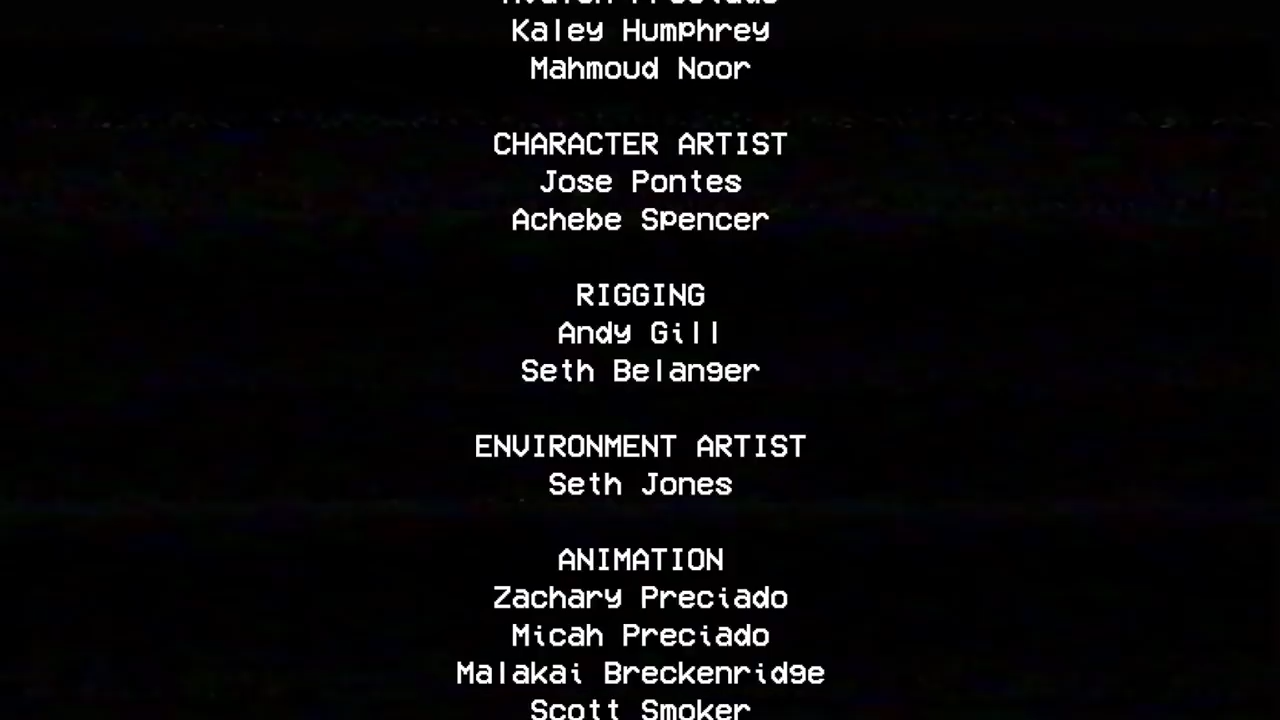 Kaley Humphrey
Mahmoud Noor
CHARACTER ARTIST
Jose Pontes
Achebe Spencer
RIGGING
Andy Gill
Seth Belanger
ENVIRONMENT ARTIST
Seth Jones
ANIMATION
Zachary Preciado
Micah Preciado
Malakai Breckenridge
Scott Smoker